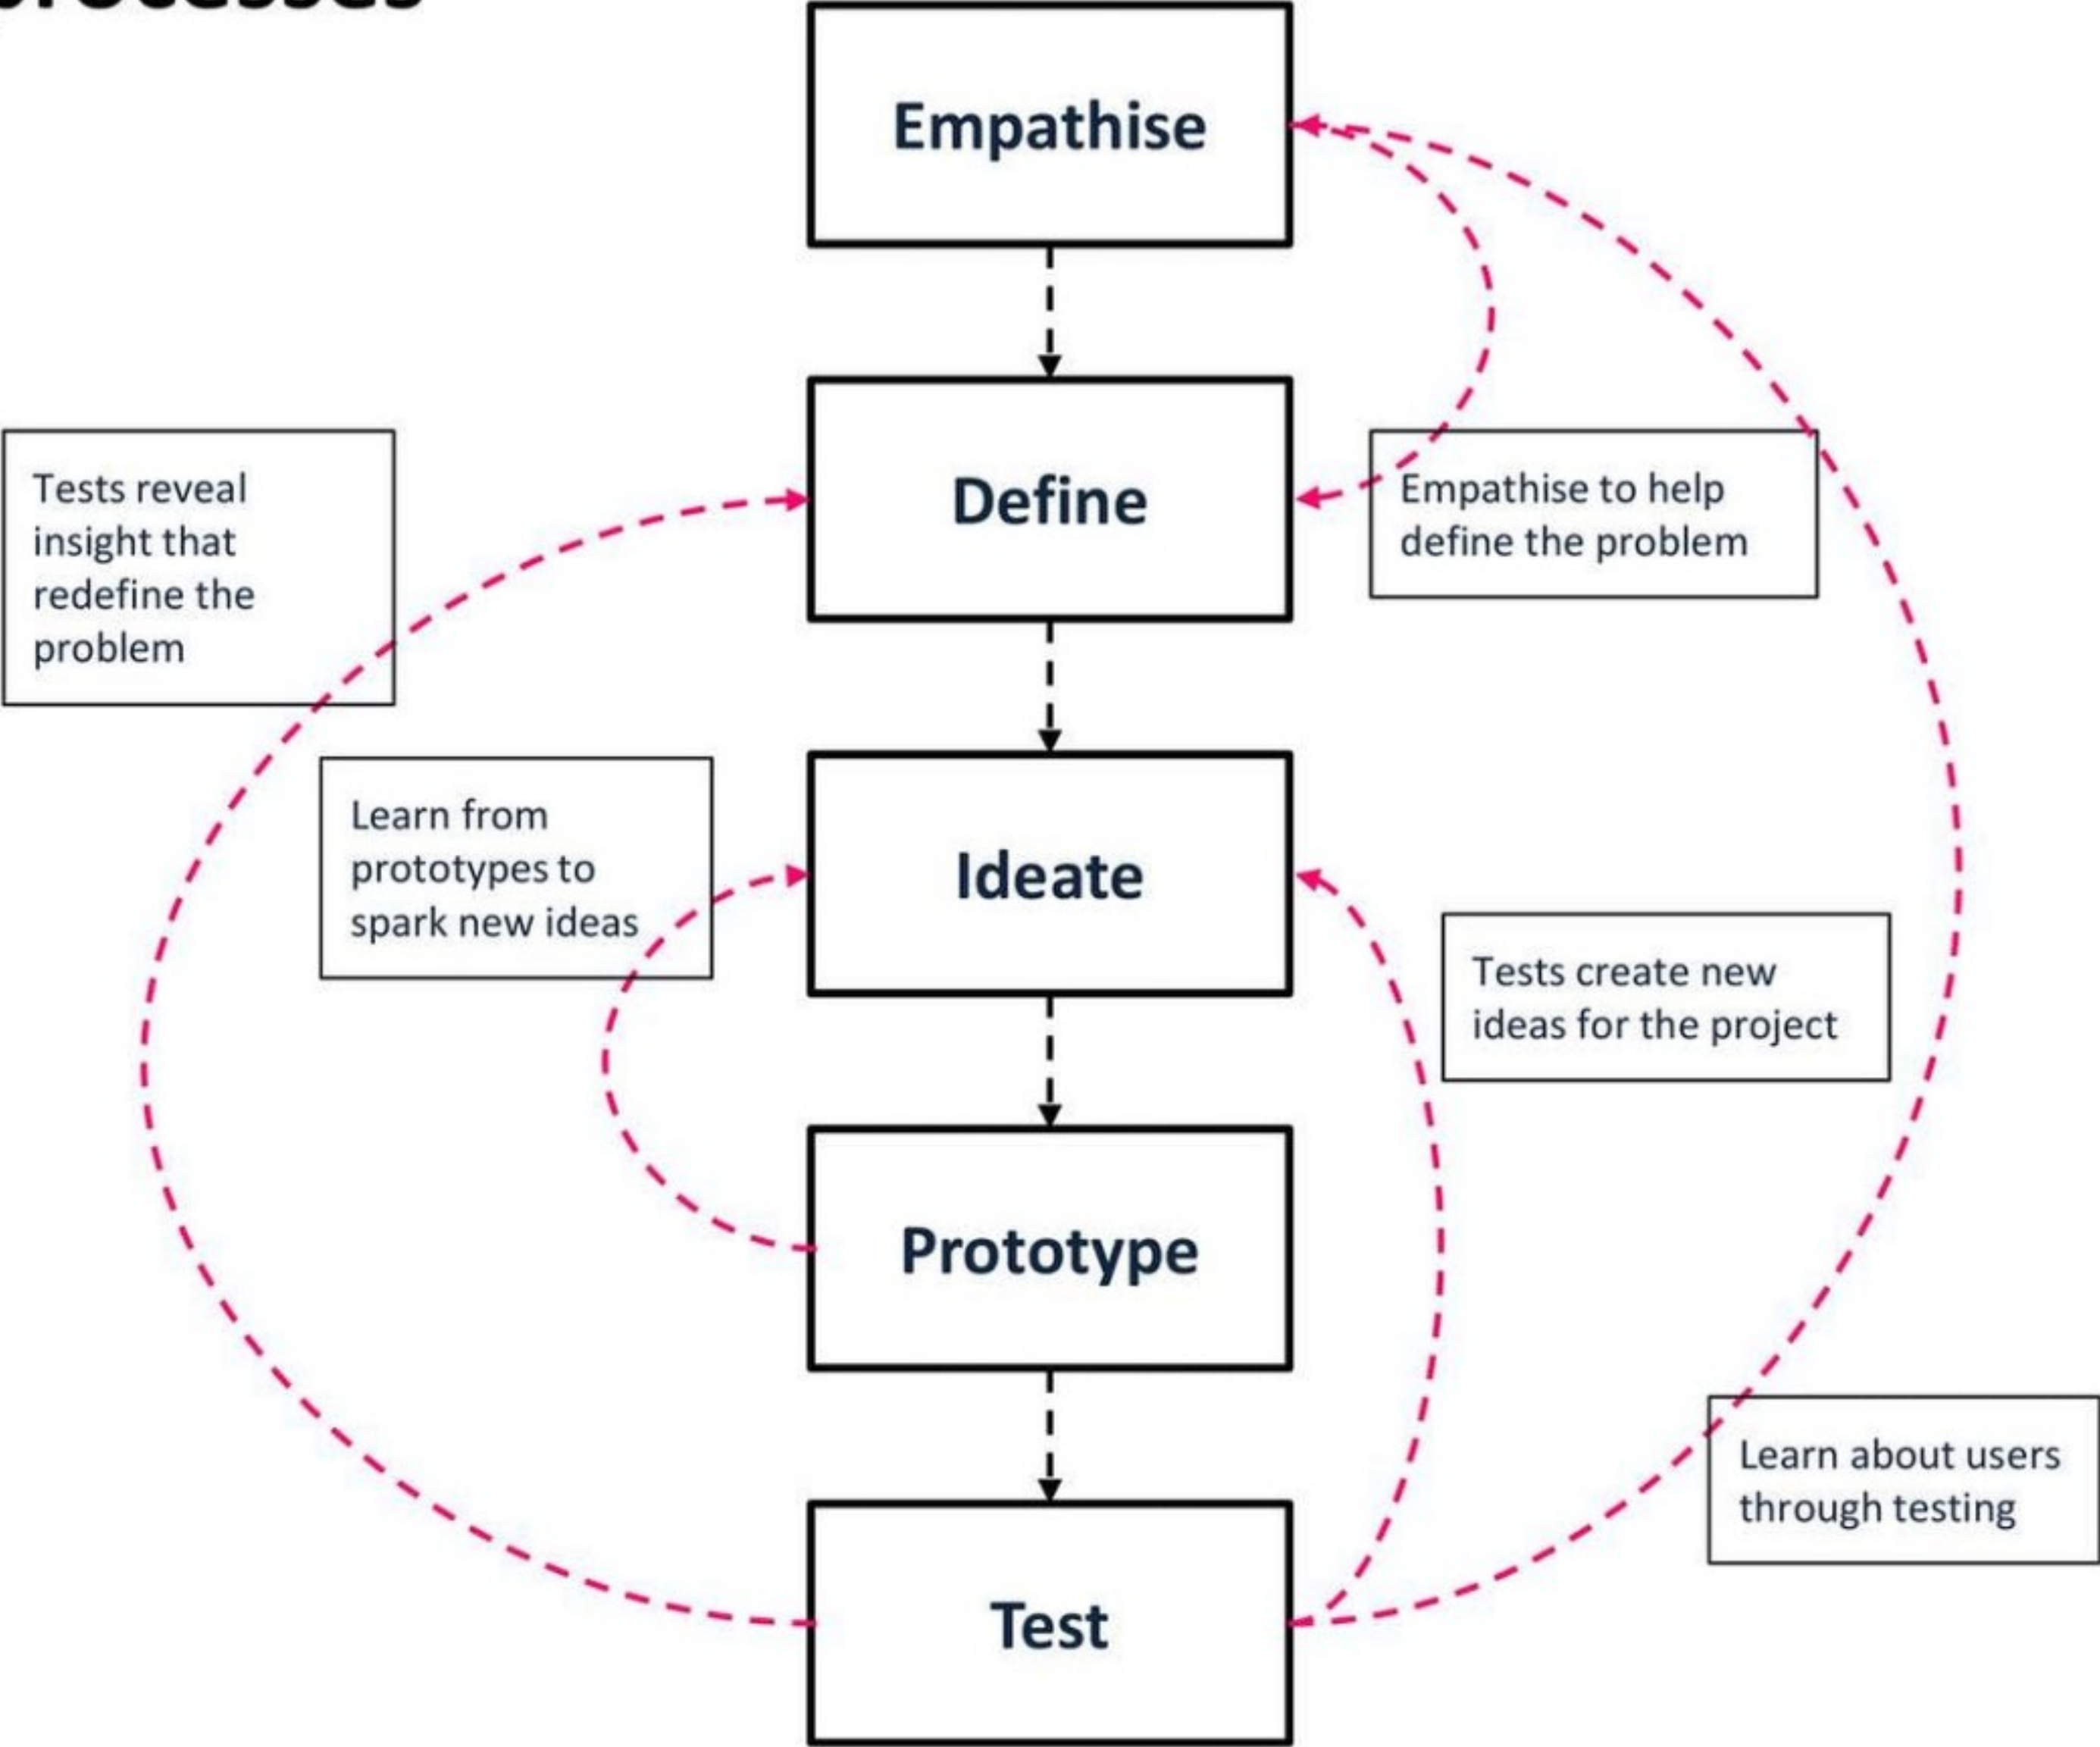 Empathise
Define
Tests reveal
insight that
redefine the
problem
Empathise to help
define the problem
Learn from
prototypes to
spark new ideas
Ideate
Tests create new
ideas for the project
Prototype
Learn about users
through testing
Test